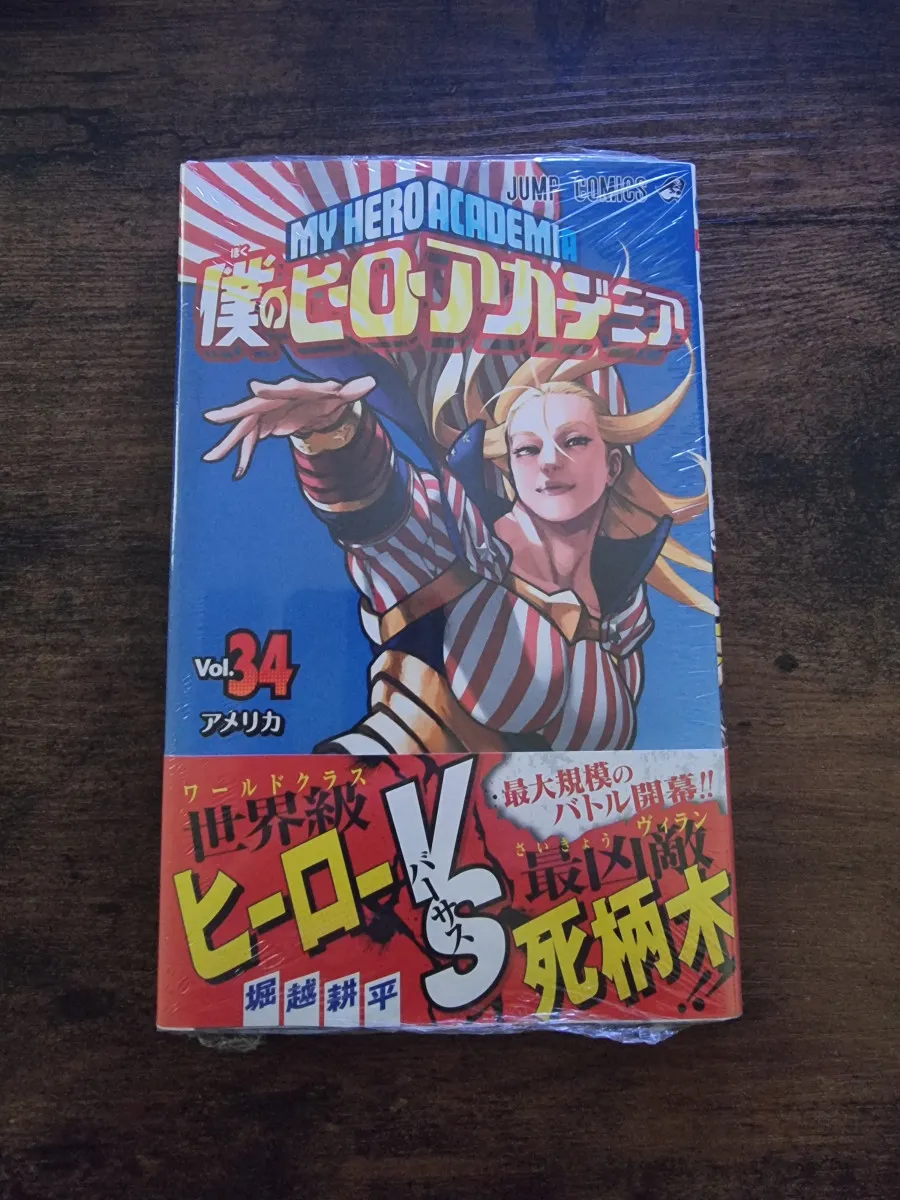 JUMP COMICS
MY HERO ACADEMIA
ぼく
僕のヒーローアカデミア
Vol.34
アメリカ
ワールドクラス
世界級
ヒーロー
VS
バーサス
最大規模の
バトル開幕!!
さいきょう ヴィラン
最凶敵
死柄木!!
堀越耕平